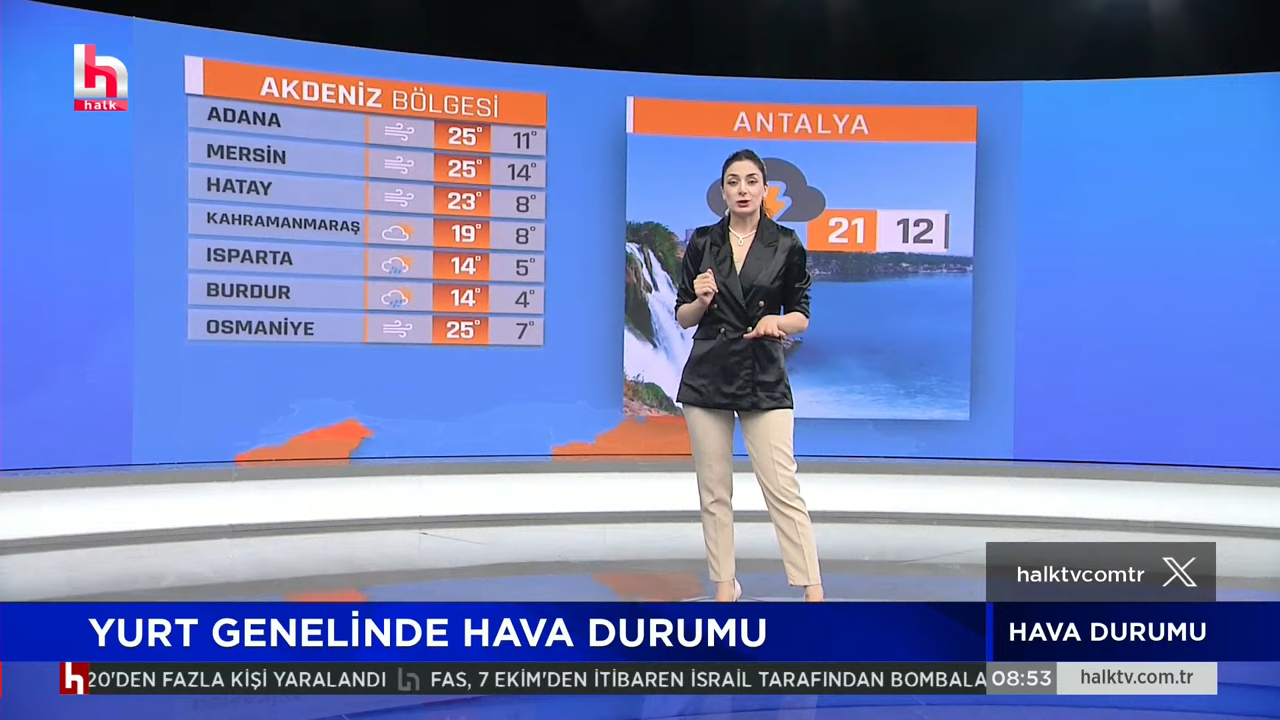 halk
AKDENİZ BÖLGESİ
ADANA 25° 11°
MERSİN 25° 14°
HATAY 23° 8°
KAHRAMANMARAŞ 19° 8°
ISPARTA 14° 5°
BURDUR 14° 4°
OSMANİYE 25° 7°
ANTALYA
21 12
halktvcomtr X
YURT GENELİNDE HAVA DURUMU
HAVA DURUMU
20'DEN FAZLA KİŞİ YARALANDI FAS, 7 EKİM'DEN İTİBAREN İSRAİL TARAFINDAN BOMBALA 08:53 halktv.com.tr